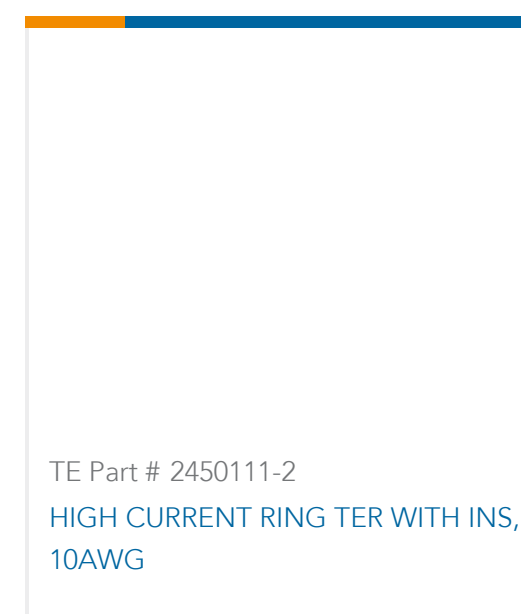 TE Part # 2450111-2
HIGH CURRENT RING TER WITH INS,
10AWG